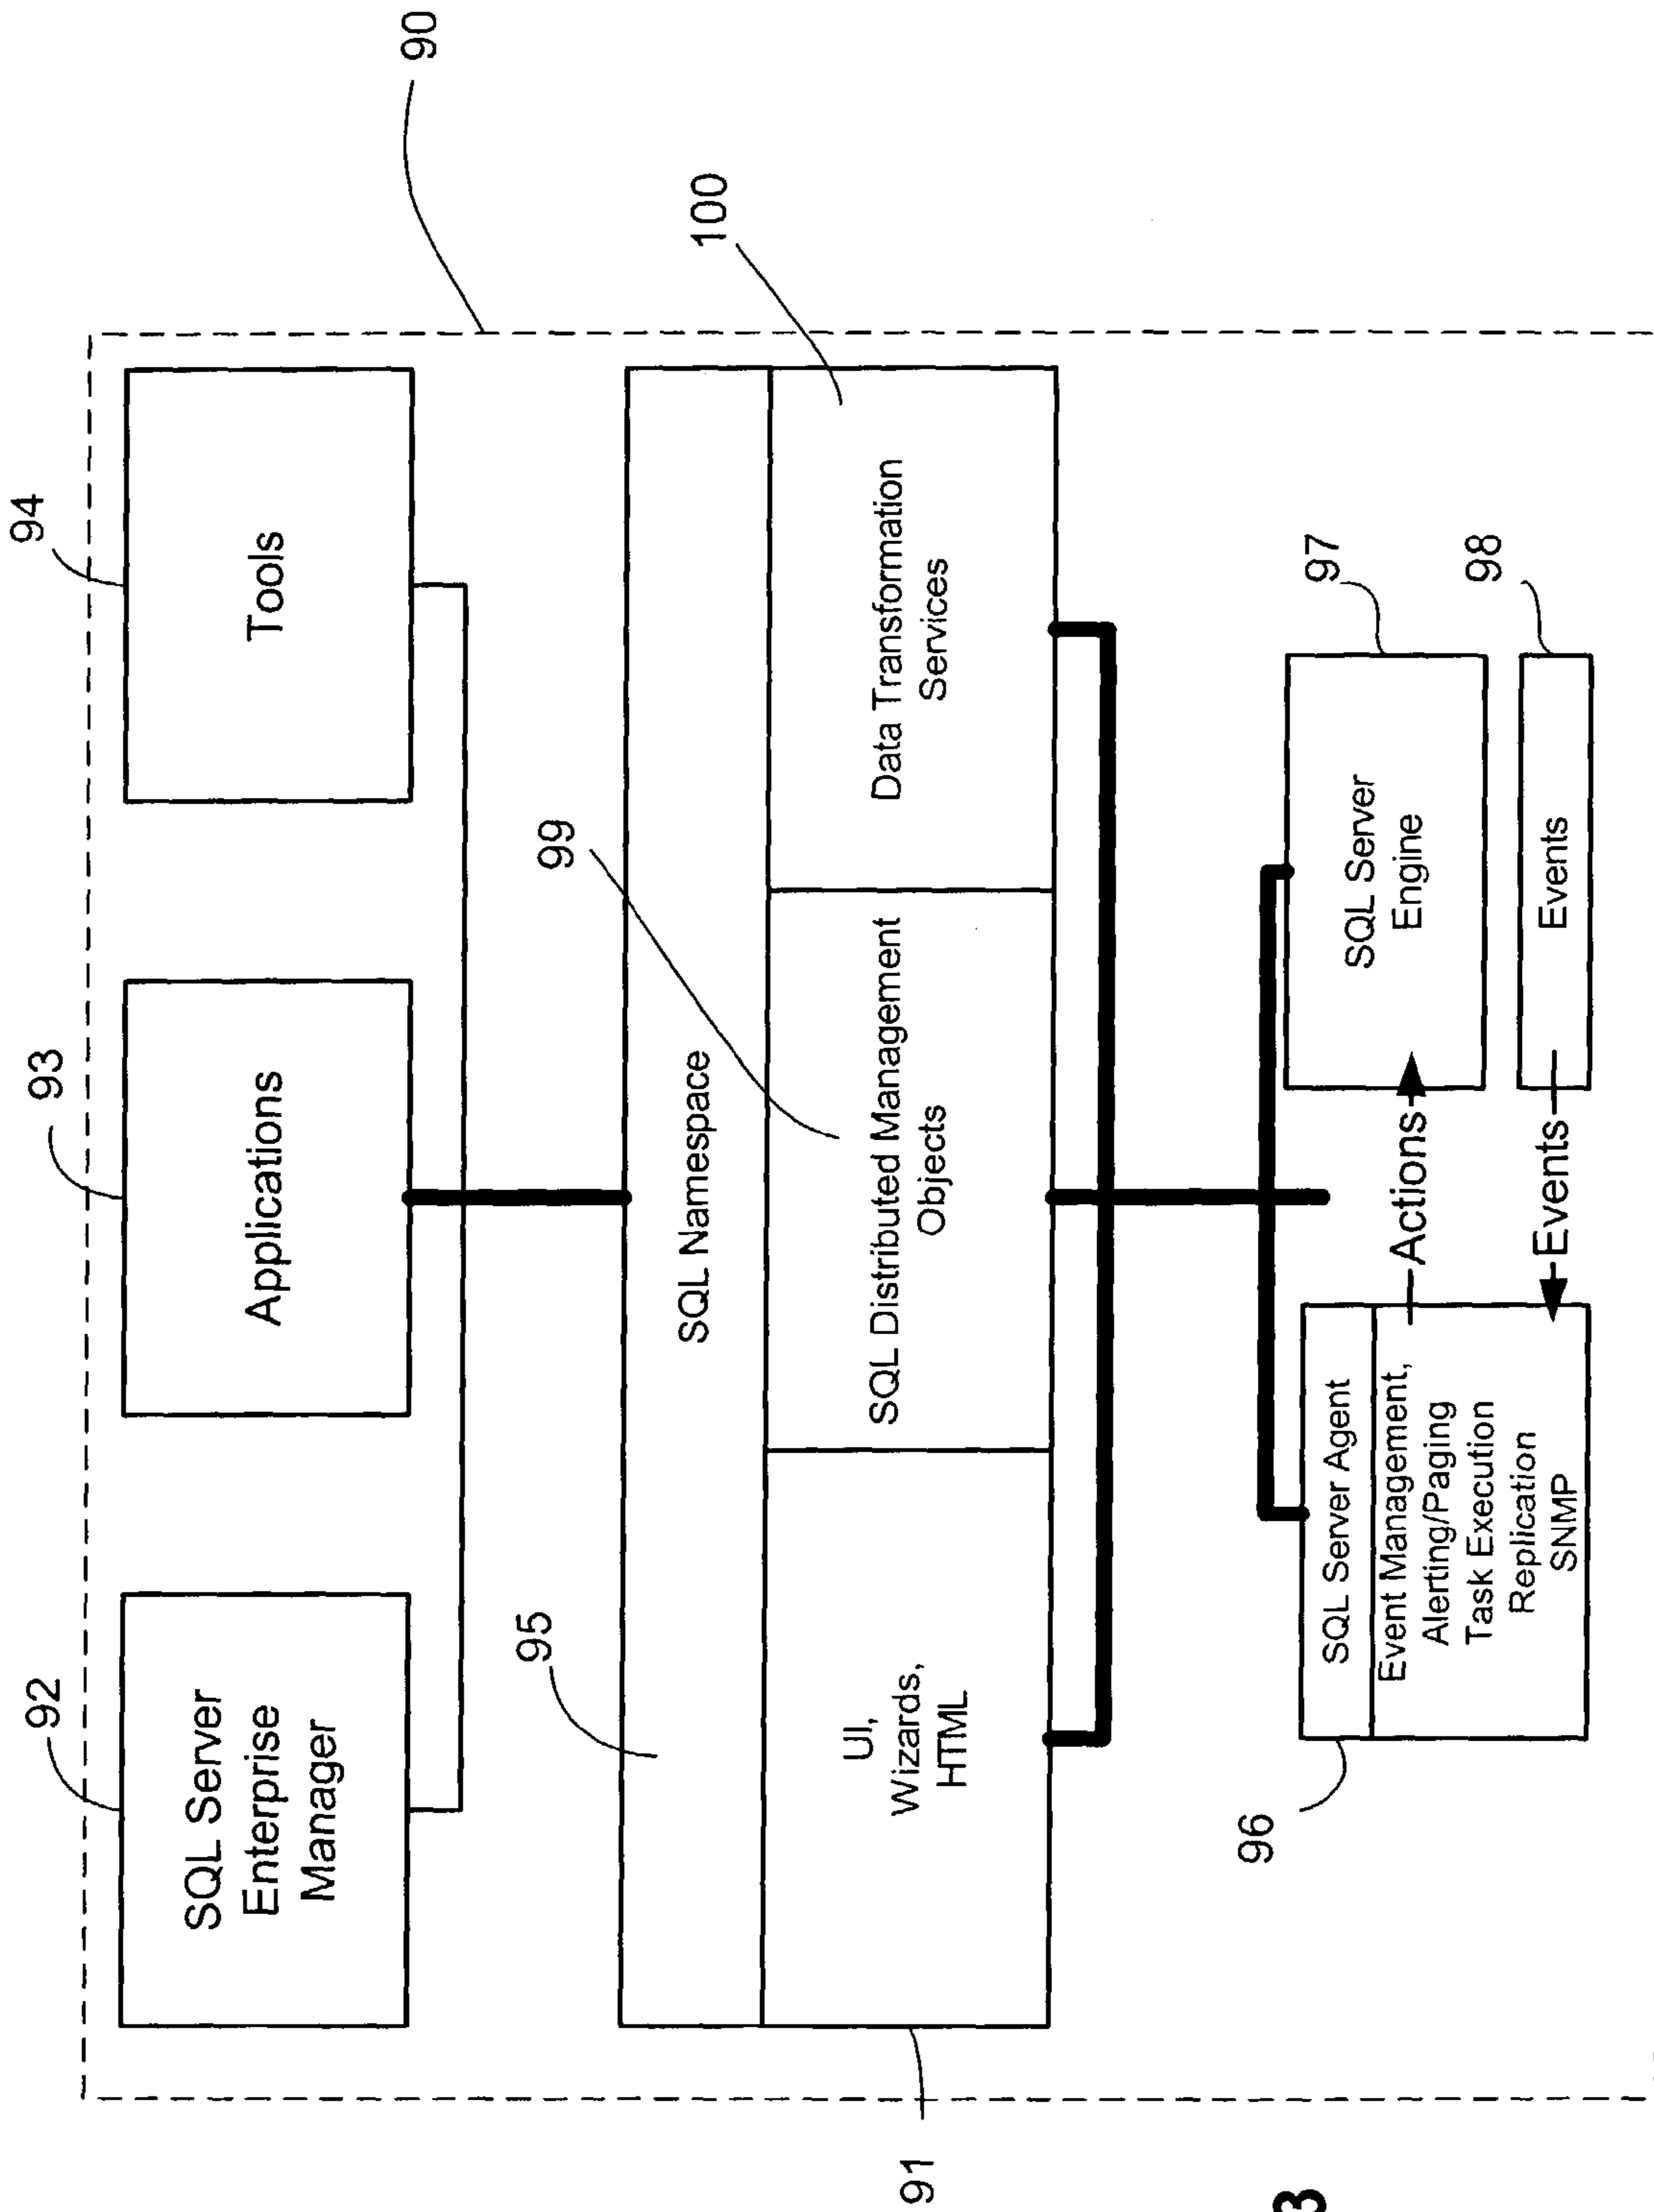 90
92
93
94
SQL Server
Enterprise
Manager
Applications
Tools
95
SQL Namespace
99
100
91
UI,
Wizards,
HTML
SQL Distributed Management
Objects
Data Transformation
Services
96
SQL Server Agent
Event Management,
Alerting/Paging
Task Execution
Replication
SNMP
Actions
Events
97
SQL Server
Engine
98
Events
3